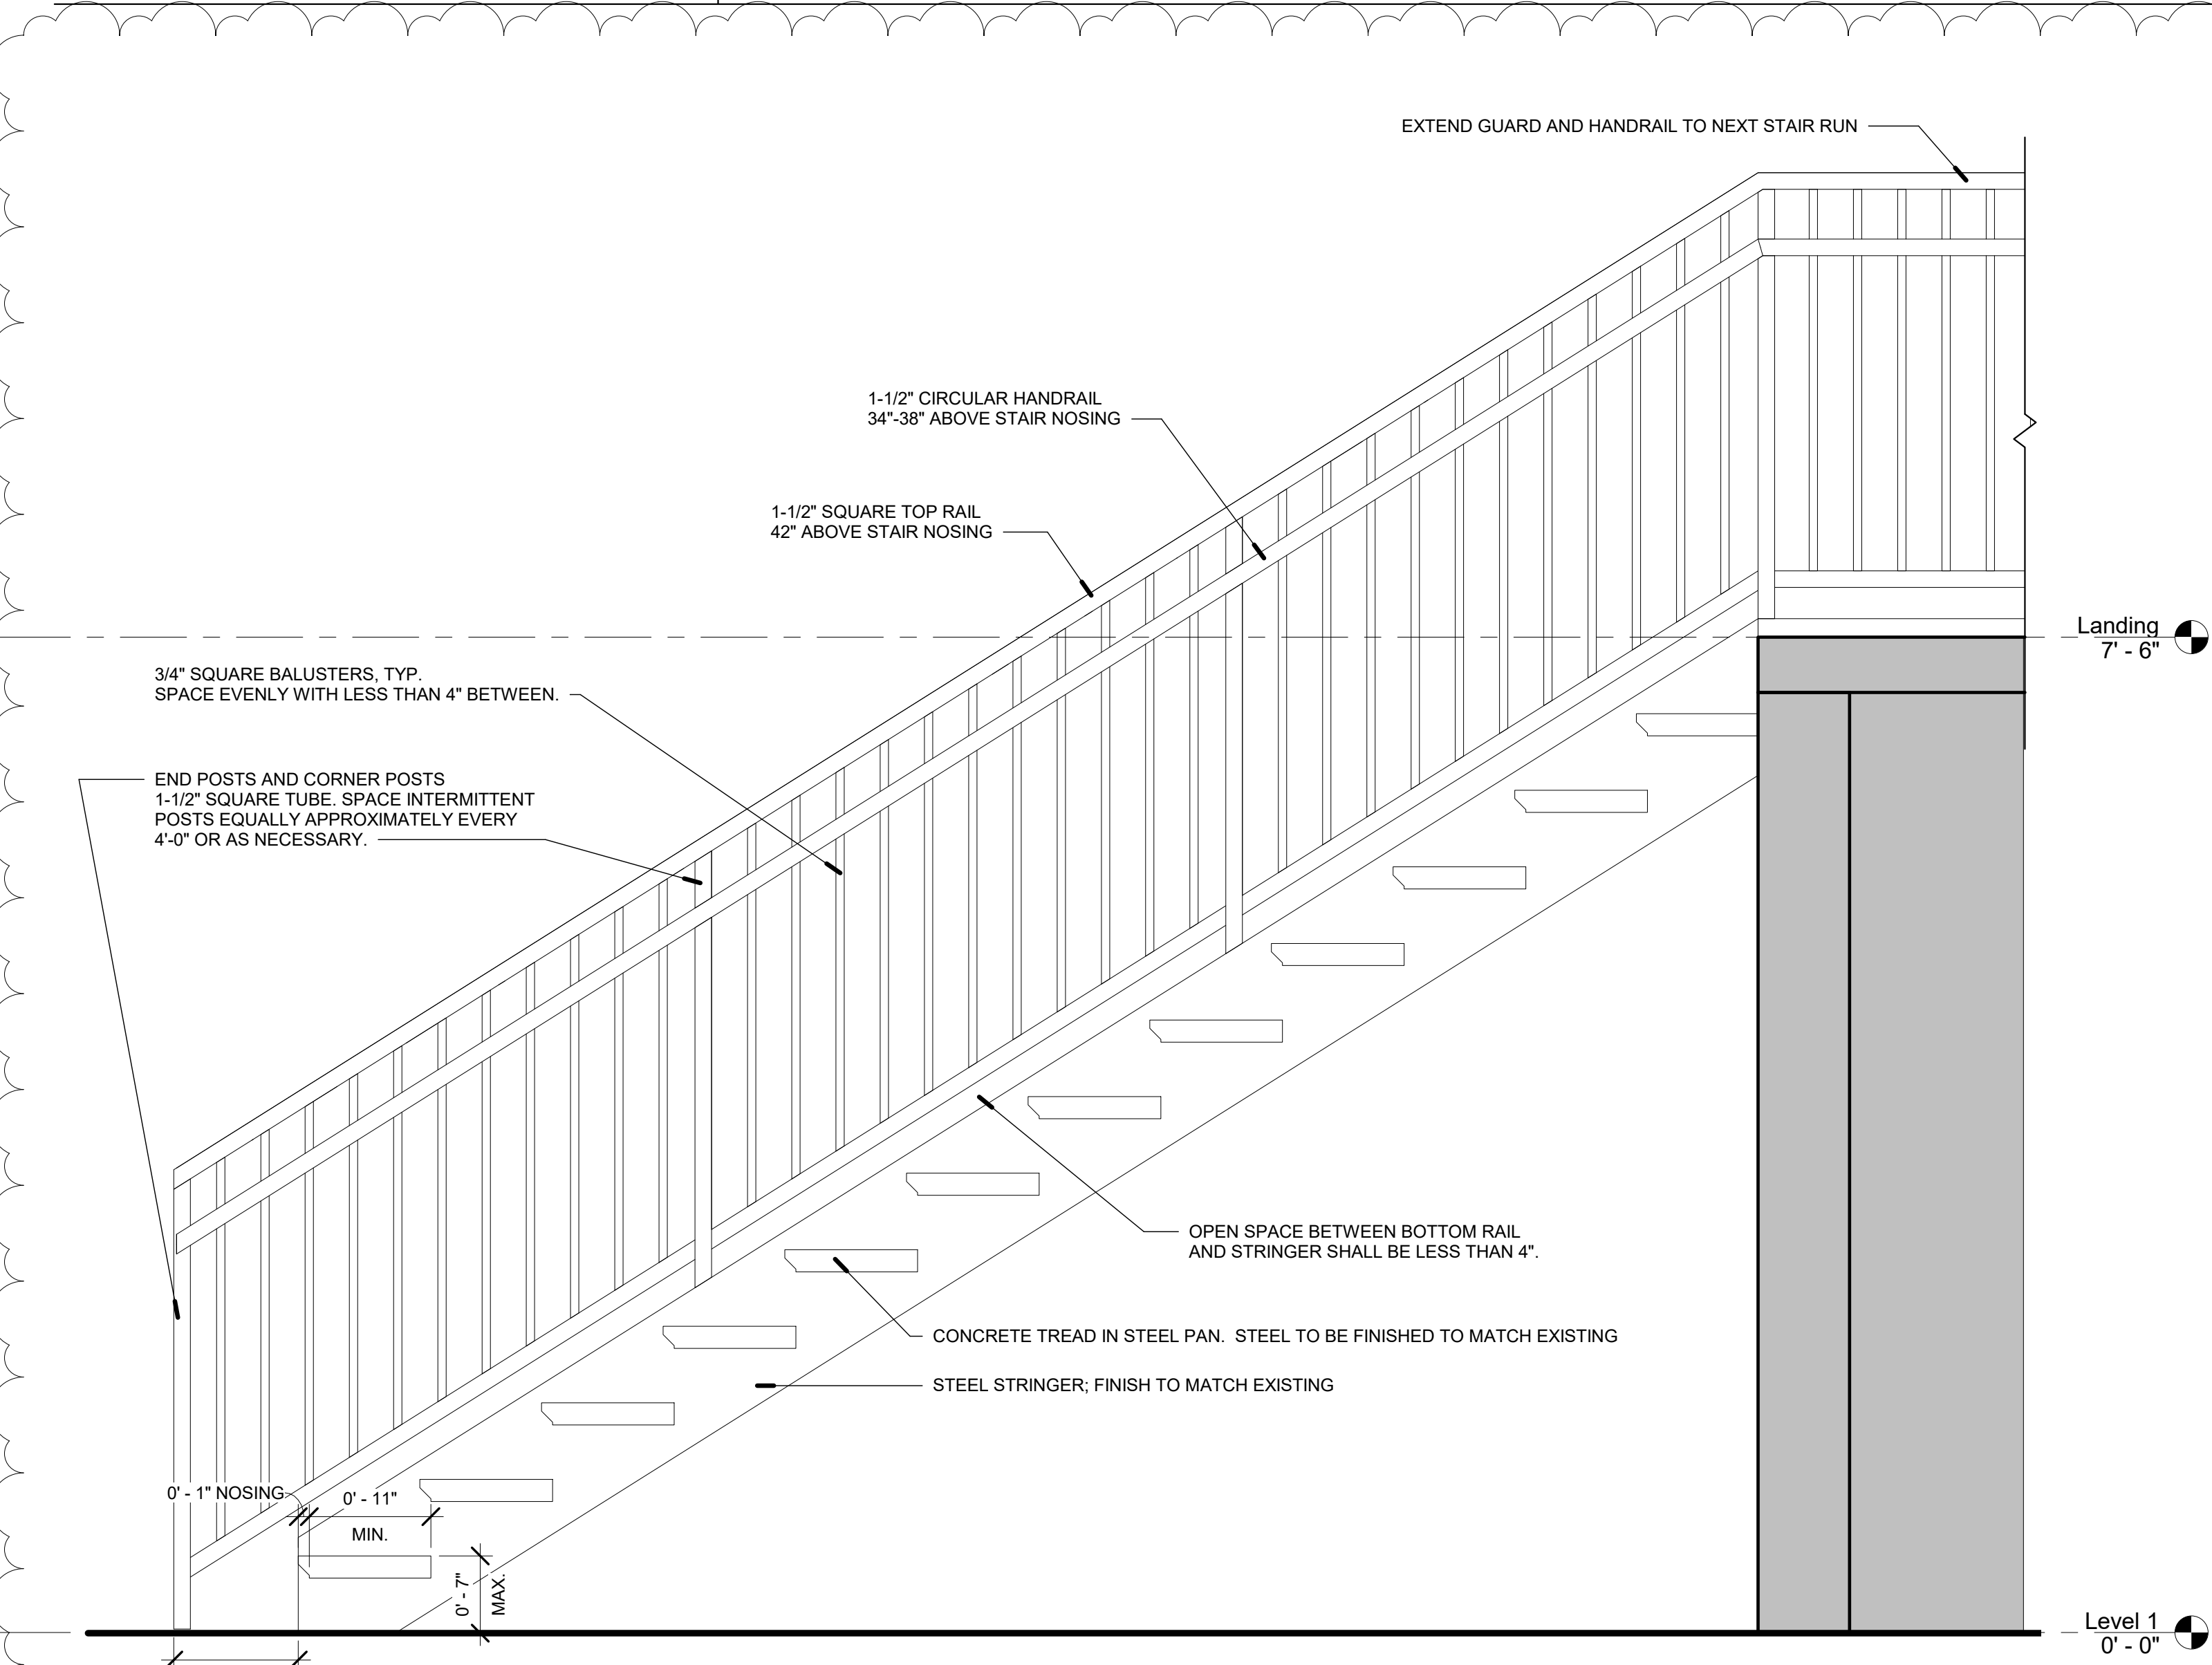 EXTEND GUARD AND HANDRAIL TO NEXT STAIR RUN
1-1/2" CIRCULAR HANDRAIL
34"-38" ABOVE STAIR NOSING
1-1/2" SQUARE TOP RAIL
42" ABOVE STAIR NOSING
Landing
7' - 6"
3/4" SQUARE BALUSTERS, TYP.
SPACE EVENLY WITH LESS THAN 4" BETWEEN.
END POSTS AND CORNER POSTS
1-1/2" SQUARE TUBE. SPACE INTERMITTENT
POSTS EQUALLY APPROXIMATELY EVERY
4'-0" OR AS NECESSARY.
OPEN SPACE BETWEEN BOTTOM RAIL
AND STRINGER SHALL BE LESS THAN 4".
CONCRETE TREAD IN STEEL PAN.  STEEL TO BE FINISHED TO MATCH EXISTING
STEEL STRINGER; FINISH TO MATCH EXISTING
0' - 1" NOSING
0' - 11"
MIN.
0' - 7"
MAX.
Level 1
0' - 0"